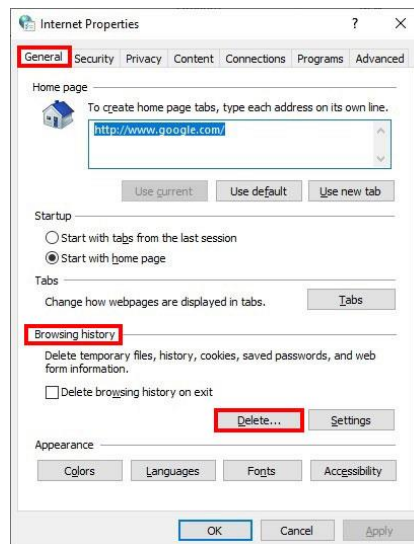 Internet Properties
General Security Privacy Content Connections Programs Advanced
Home page
To create home page tabs, type each address on its own line.
http://www.google.com/
Use current Use default Use new tab
Startup
Start with tabs from the last session
Start with home page
Tabs
Change how webpages are displayed in tabs. Tabs
Browsing history
Delete temporary files, history, cookies, saved passwords, and web
form information.
Delete browsing history on exit
Delete... Settings
Appearance
Colors Languages Fonts Accessibility
OK Cancel Apply